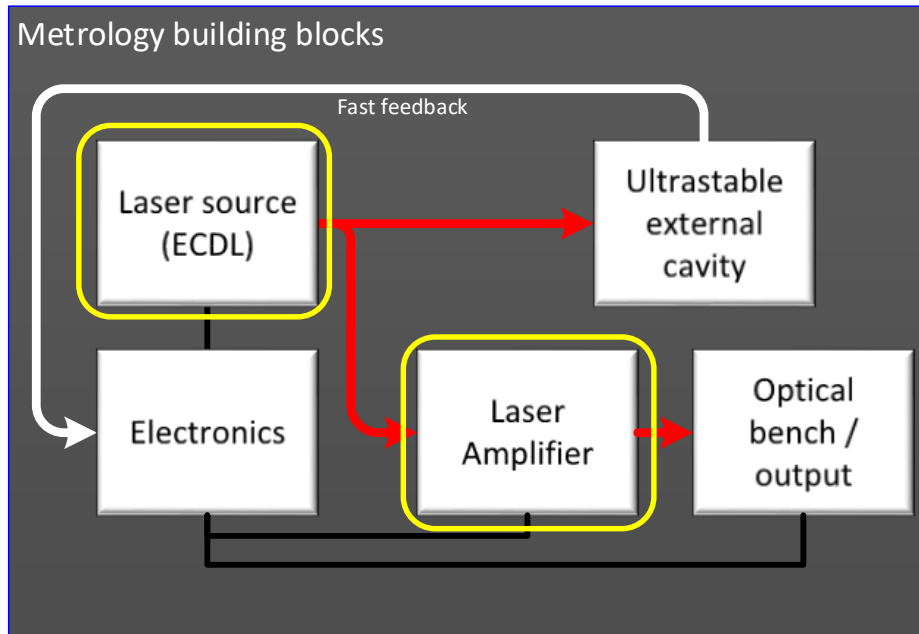 Metrology building blocks
Fast feedback
Laser source
(ECDL)
Ultrastable
external
cavity
Electronics
Laser
Amplifier
Optical
bench /
output